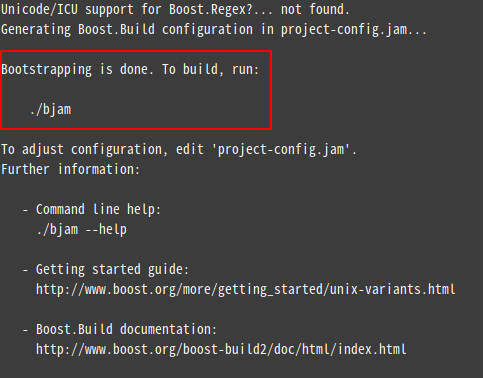 Unicode/ICU support for Boost.Regex?... not found.
Generating Boost.Build configuration in project-config.jam...
Bootstrapping is done. To build, run:
./bjam
To adjust configuration, edit 'project-config.jam'.
Further information:
- Command line help:
./bjam --help
- Getting started guide:
http://www.boost.org/more/getting_started/unix-variants.html
- Boost.Build documentation:
http://www.boost.org/boost-build2/doc/html/index.html